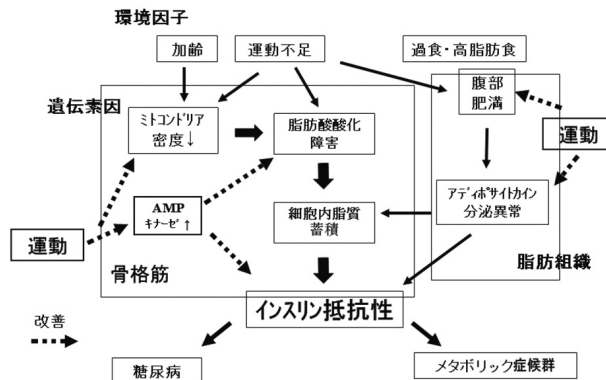 環境因子
加齢
運動不足
過食・高脂肪食
遺伝素因
ミトコンドリア
密度↓
脂肪酸酸化
障害
腹部
肥満
運動
AMP
キナーゼ↑
細胞内脂質
蓄積
アディポサイトカイン
分泌異常
運動
骨格筋
脂肪組織
インスリン抵抗性
改善
糖尿病
メタボリック症候群